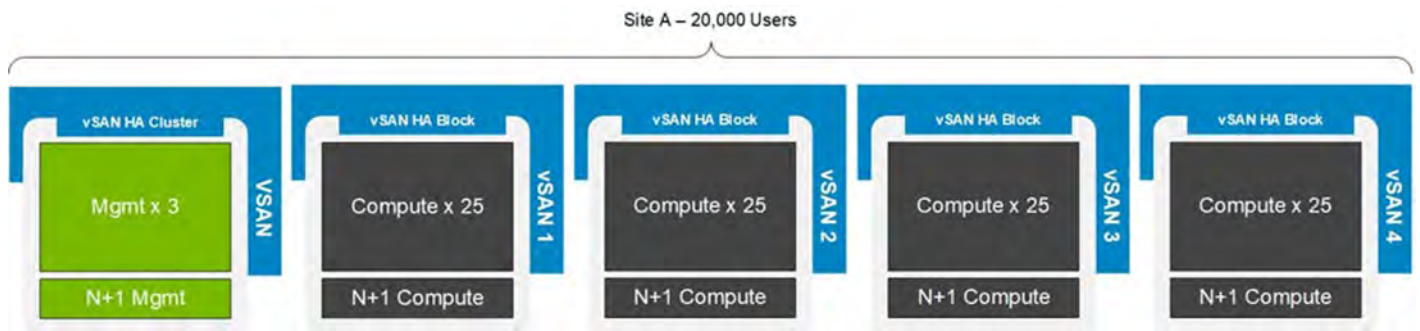 Site A – 20,000 Users
vSAN HA Cluster
Mgmt x 3
N+1 Mgmt
VSAN
vSAN HA Block
Compute x 25
N+1 Compute
vSAN 1
vSAN HA Block
Compute x 25
N+1 Compute
vSAN 2
vSAN HA Block
Compute x 25
N+1 Compute
vSAN 3
vSAN HA Block
Compute x 25
N+1 Compute
vSAN 4